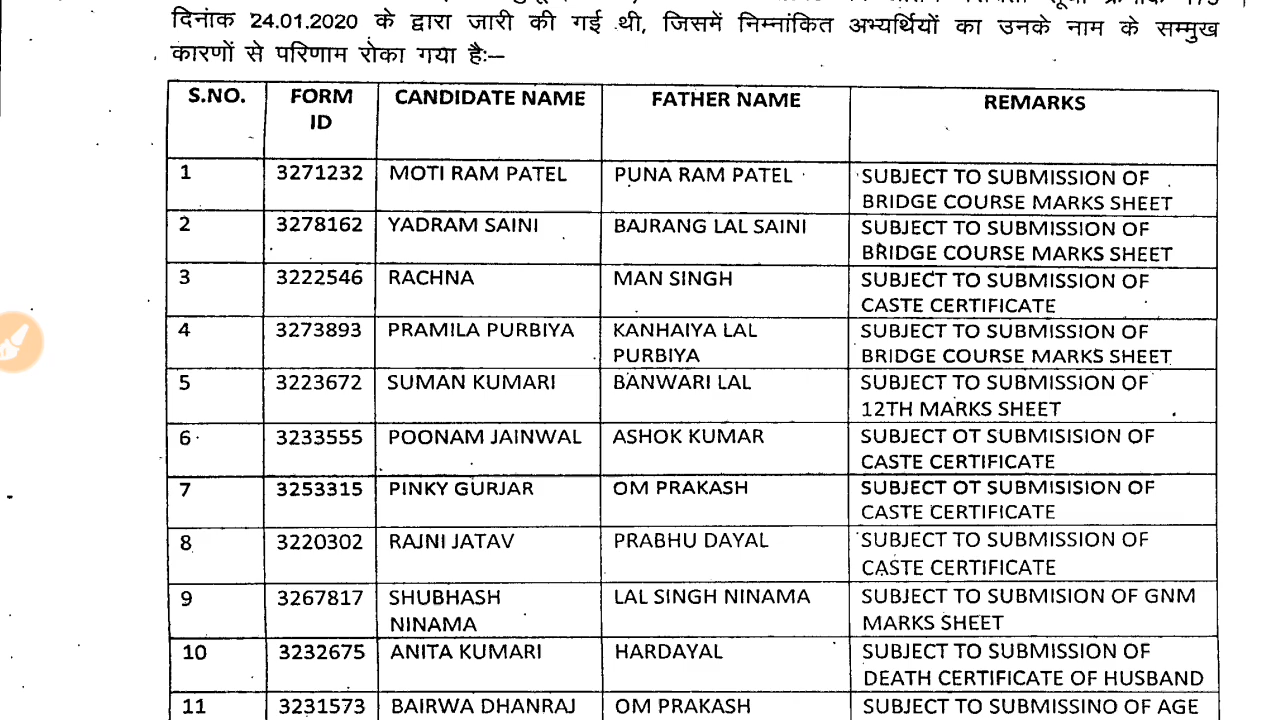 दिनांक 24.01.2020 के द्वारा जारी की गई थी, जिसमें निम्नांकित अभ्यर्थियों का उनके नाम के सम्मुख
कारणों से परिणाम रोका गया है:–
S.NO. FORM ID CANDIDATE NAME FATHER NAME REMARKS
1 3271232 MOTI RAM PATEL PUNA RAM PATEL SUBJECT TO SUBMISSION OF
BRIDGE COURSE MARKS SHEET
2 3278162 YADRAM SAINI BAJRANG LAL SAINI SUBJECT TO SUBMISSION OF
BRIDGE COURSE MARKS SHEET
3 3222546 RACHNA MAN SINGH SUBJECT TO SUBMISSION OF
CASTE CERTIFICATE
4 3273893 PRAMILA PURBIYA KANHAIYA LAL SUBJECT TO SUBMISSION OF
PURBIYA BRIDGE COURSE MARKS SHEET
5 3223672 SUMAN KUMARI BANWARI LAL SUBJECT TO SUBMISSION OF
12TH MARKS SHEET
6 3233555 POONAM JAINWAL ASHOK KUMAR SUBJECT OT SUBMISISION OF
CASTE CERTIFICATE
7 3253315 PINKY GURJAR OM PRAKASH SUBJECT OT SUBMISISION OF
CASTE CERTIFICATE
8 3220302 RAJNI JATAV PRABHU DAYAL SUBJECT TO SUBMISSION OF
CASTE CERTIFICATE
9 3267817 SHUBHASH LAL SINGH NINAMA SUBJECT TO SUBMISION OF GNM
NINAMA MARKS SHEET
10 3232675 ANITA KUMARI HARDAYAL SUBJECT TO SUBMISSION OF
DEATH CERTIFICATE OF HUSBAND
11 3231573 BAIRWA DHANRAJ OM PRAKASH SUBJECT TO SUBMISSINO OF AGE